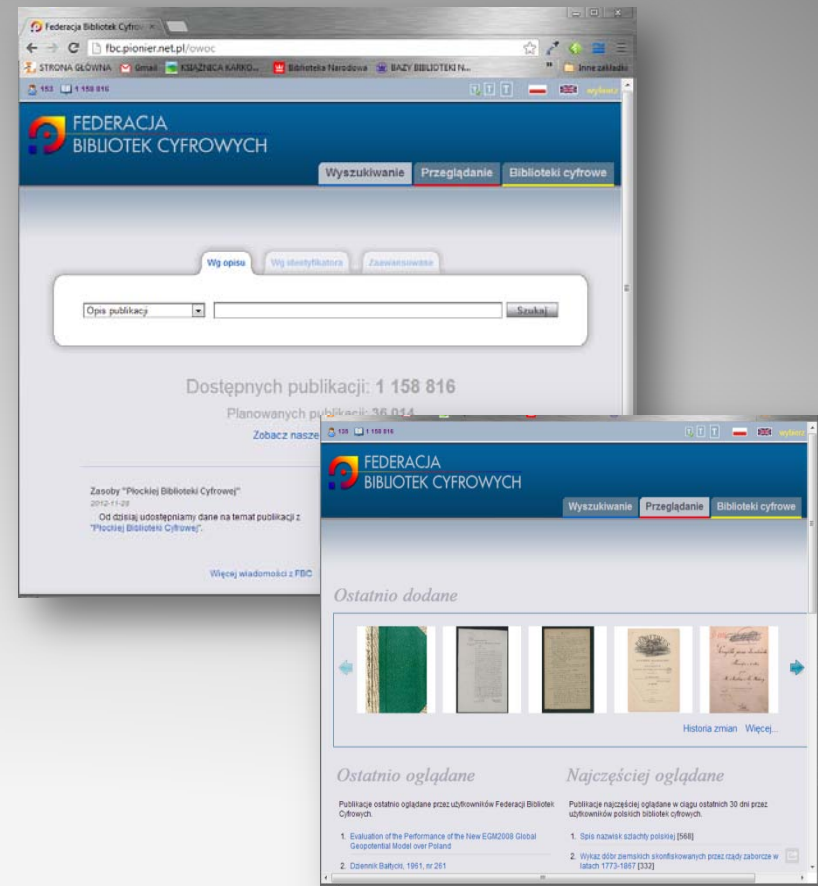 Federacja Bibliotek Cyfro
fbc.pionier.net.pl/owoc
STRONA GŁÓWNA Gmail KSIĄŻNICA KARKO... Biblioteka Narodowa BAZY BIBLIOTEKI N... » Inne zakładki
153 1 158 816 T T T wybierz
FEDERACJA
BIBLIOTEK CYFROWYCH
Wyszukiwanie Przeglądanie Biblioteki cyfrowe
Wg opisu Wg identyfikatora Zaawansowane
Opis publikacji Szukaj
Dostępnych publikacji: 1 158 816
Planowanych publikacji: 36 014
Zobacz nasze
Zasoby "Płockiej Biblioteki Cyfrowej"
2012-11-28
Od dzisiaj udostępniamy dane na temat publikacji z
"Płockiej Biblioteki Cyfrowej".
Więcej wiadomości z FBC
135 1 158 816 T T T wybierz
FEDERACJA
BIBLIOTEK CYFROWYCH
Wyszukiwanie Przeglądanie Biblioteki cyfrowe
Ostatnio dodane
Historia zmian Więcej...
Ostatnio oglądane
Publikacje ostatnio oglądane przez użytkowników Federacji Bibliotek
Cyfrowych.
1. Evaluation of the Performance of the New EGM2008 Global
Geopotential Model over Poland
2. Dziennik Bałtycki, 1961, nr 261
Najczęściej oglądane
Publikacje najczęściej oglądane w ciągu ostatnich 30 dni przez
użytkowników polskich bibliotek cyfrowych.
1. Spis nazwisk szlachty polskiej [568]
2. Wykaz dóbr ziemskich skonfiskowanych przez rządy zaborcze w
latach 1773-1867 [332]